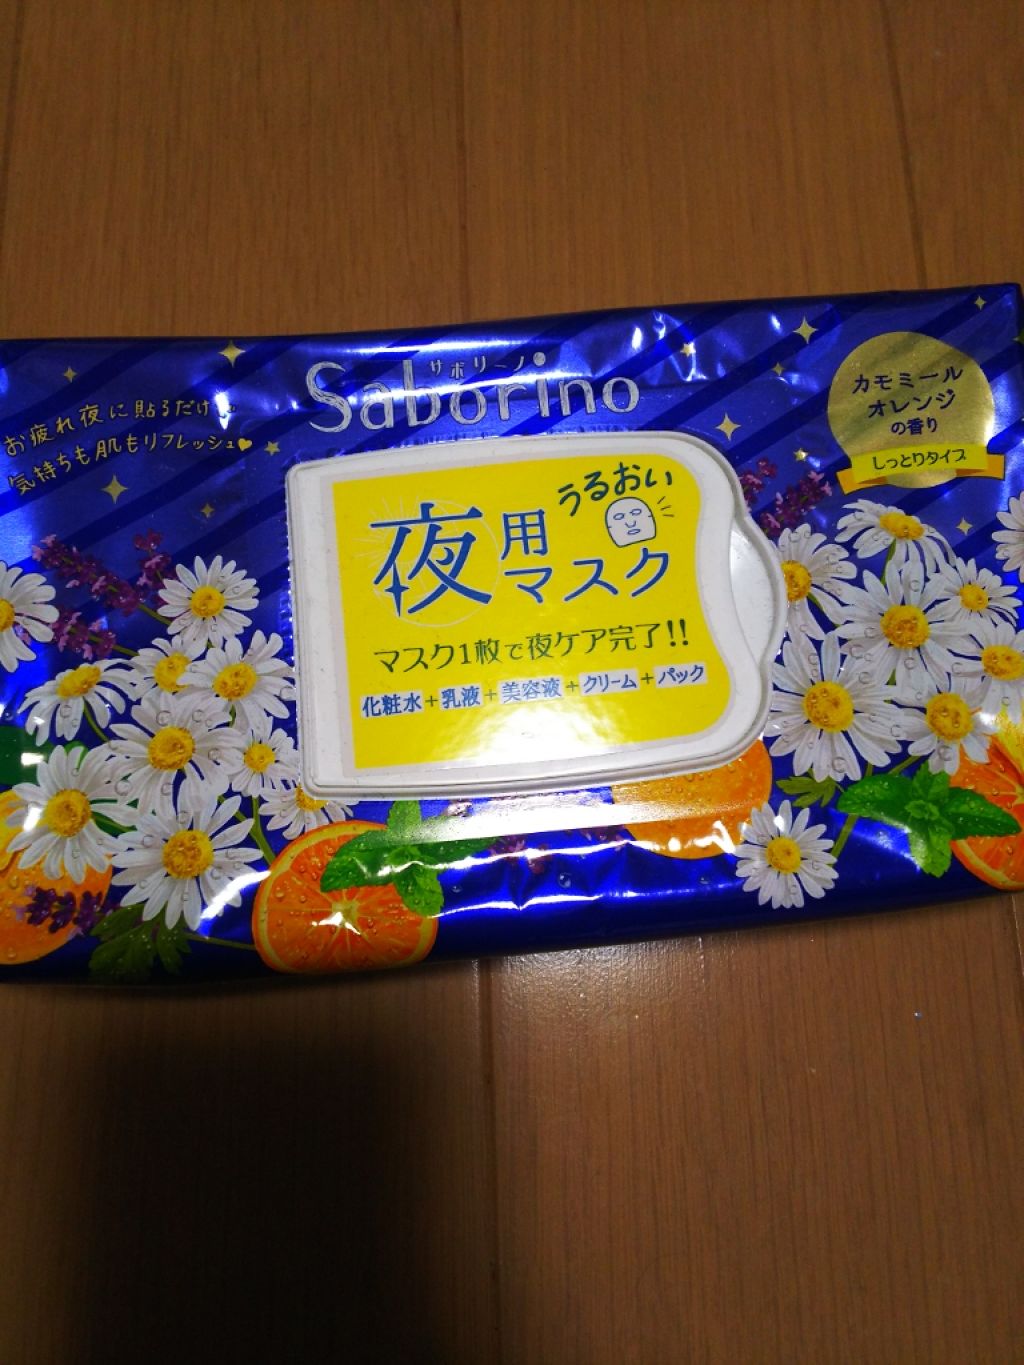 サボリーノ
Saborino
お疲れ夜に貼るだけ
気持ちも肌もリフレッシュ♥
カモミール
オレンジ
の香り
しっとりタイプ
うるおい
夜用
マスク
マスク1枚で夜ケア完了!!
化粧水+乳液+美容液+クリーム+パック